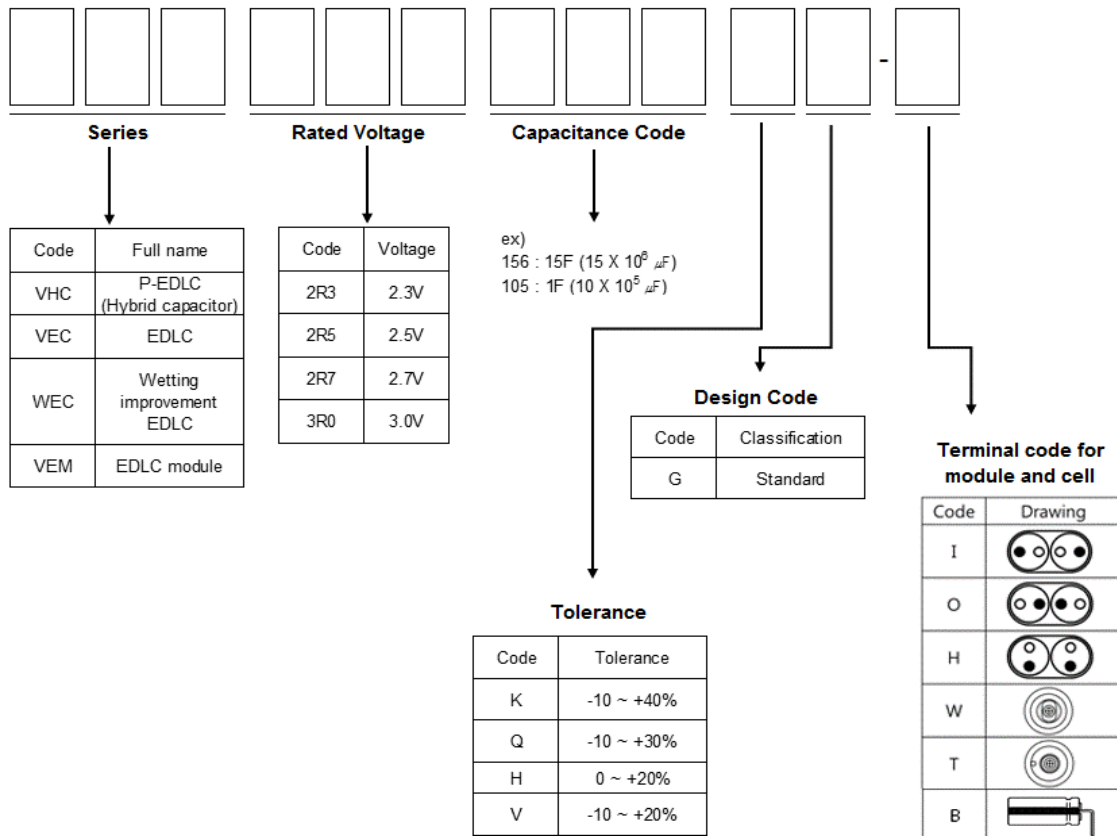 -
Series
Rated Voltage
Capacitance Code
Code Full name
VHC P-EDLC
(Hybrid capacitor)
VEC EDLC
WEC Wetting
improvement
EDLC
VEM EDLC module
Code Voltage
2R3 2.3V
2R5 2.5V
2R7 2.7V
3R0 3.0V
ex)
156 : 15F (15 X 10⁶ ㎌)
105 : 1F (10 X 10⁵ ㎌)
Design Code
Code Classification
G Standard
Terminal code for
module and cell
Code Drawing
I
O
H
W
T
B
Tolerance
Code Tolerance
K -10 ~ +40%
Q -10 ~ +30%
H 0 ~ +20%
V -10 ~ +20%